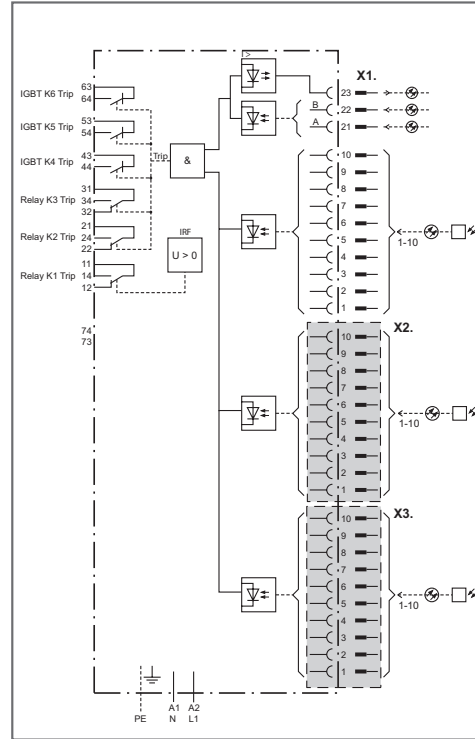 X1.
63
IGBT K6 Trip
64
53
IGBT K5 Trip
54
43
IGBT K4 Trip
44
31
Relay K3 Trip 34
32
21
Relay K2 Trip 24
22
11
Relay K1 Trip 14
12
74
73
Trip
&
IRF
U > 0
I >
23
B
22
A
21
10
9
8
7
6
5
4
3
2
1
1-10
X2.
10
9
8
7
6
5
4
3
2
1
1-10
X3.
10
9
8
7
6
5
4
3
2
1
1-10
PE
A1
N
A2
L1